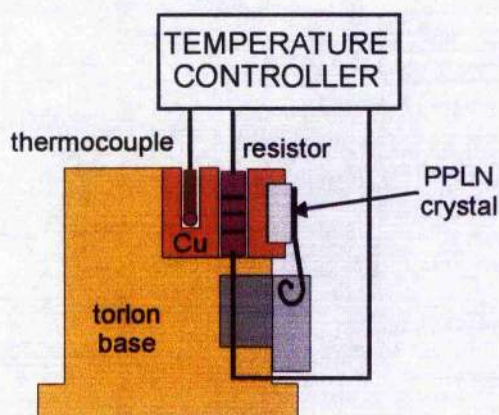 TEMPERATURE
CONTROLLER
thermocouple
resistor
PPLN
crystal
Cu
torlon
base